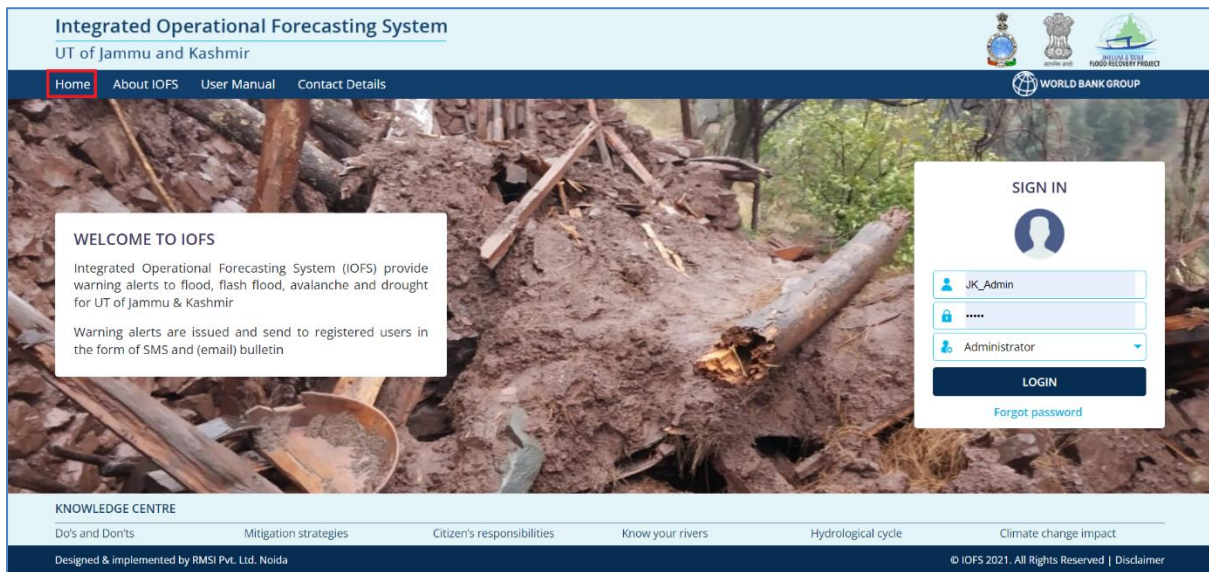 Integrated Operational Forecasting System
UT of Jammu and Kashmir
JHELUM & TAWI
FLOOD RECOVERY PROJECT
Home About IOFS User Manual Contact Details
WORLD BANK GROUP
WELCOME TO IOFS
Integrated Operational Forecasting System (IOFS) provide
warning alerts to flood, flash flood, avalanche and drought
for UT of Jammu & Kashmir
Warning alerts are issued and send to registered users in
the form of SMS and (email) bulletin
SIGN IN
JK_Admin
•••••
Administrator
LOGIN
Forgot password
KNOWLEDGE CENTRE
Do's and Don'ts Mitigation strategies Citizen's responsibilities Know your rivers Hydrological cycle Climate change impact
Designed & implemented by RMSI Pvt. Ltd. Noida © IOFS 2021. All Rights Reserved | Disclaimer